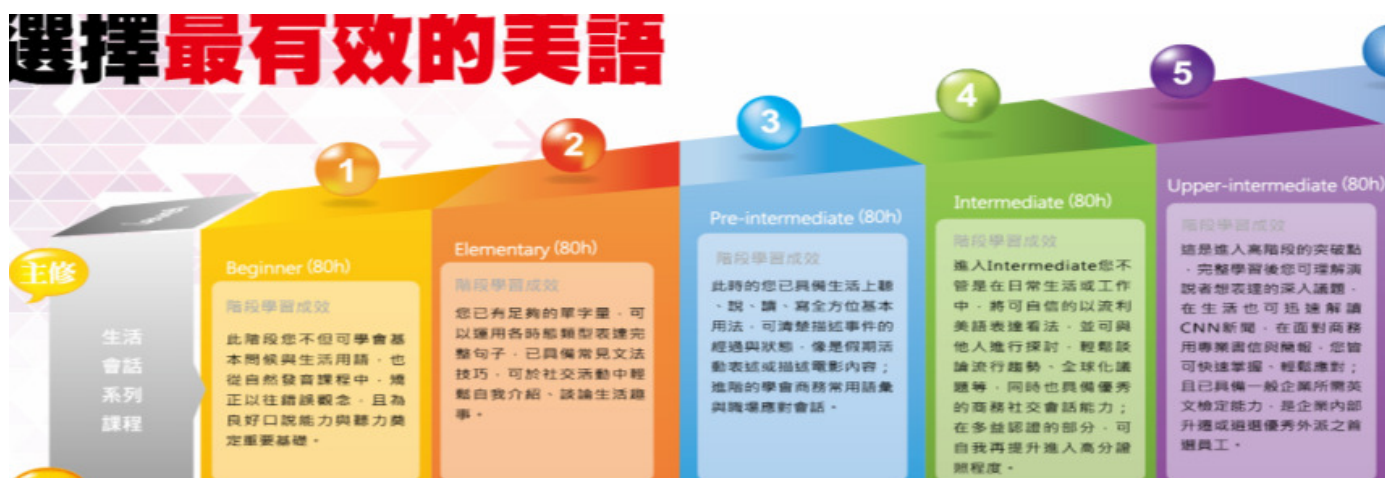 選擇最有效的美語
1
2
3
4
5
主修
生活
會話
系列
課程
Beginner (80h)
階段學習成效
此階段您不但可學會基
本問候與生活用語，也
從自然發音課程中，矯
正以往錯誤觀念，且為
良好口說能力與聽力奠
定重要基礎。
Elementary (80h)
階段學習成效
您已有足夠的單字量，可
以運用各時態類型表達完
整句子，已具備常見文法
技巧，可於社交活動中輕
鬆自我介紹、談論生活趣
事。
Pre-intermediate (80h)
階段學習成效
此時的您已具備生活上聽
、說、讀、寫全方位基本
用法，可清楚描述事件的
經過與狀態，像是假期活
動表述或描述電影內容；
進階的學會商務常用語彙
與職場應對會話。
Intermediate (80h)
階段學習成效
進入Intermediate您不
管是在日常生活或工作
中，將可自信的以流利
美語表達看法，並可與
他人進行探討，輕鬆談
論流行趨勢、全球化議
題等，同時也具備優秀
的商務社交會話能力；
在多益認證的部分，可
自我再提升進入高分證
照程度。
Upper-intermediate (80h)
階段學習成效
這是進入高階段的突破點
，完整學習後您可理解演
說者想表達的深入議題，
在生活也可迅速解讀
CNN新聞，在面對商務
用專業書信與簡報，您皆
可快速掌握、輕鬆應對；
且已具備一般企業所需英
文檢定能力，是企業內部
升遷或遴選優秀外派之首
選員工。